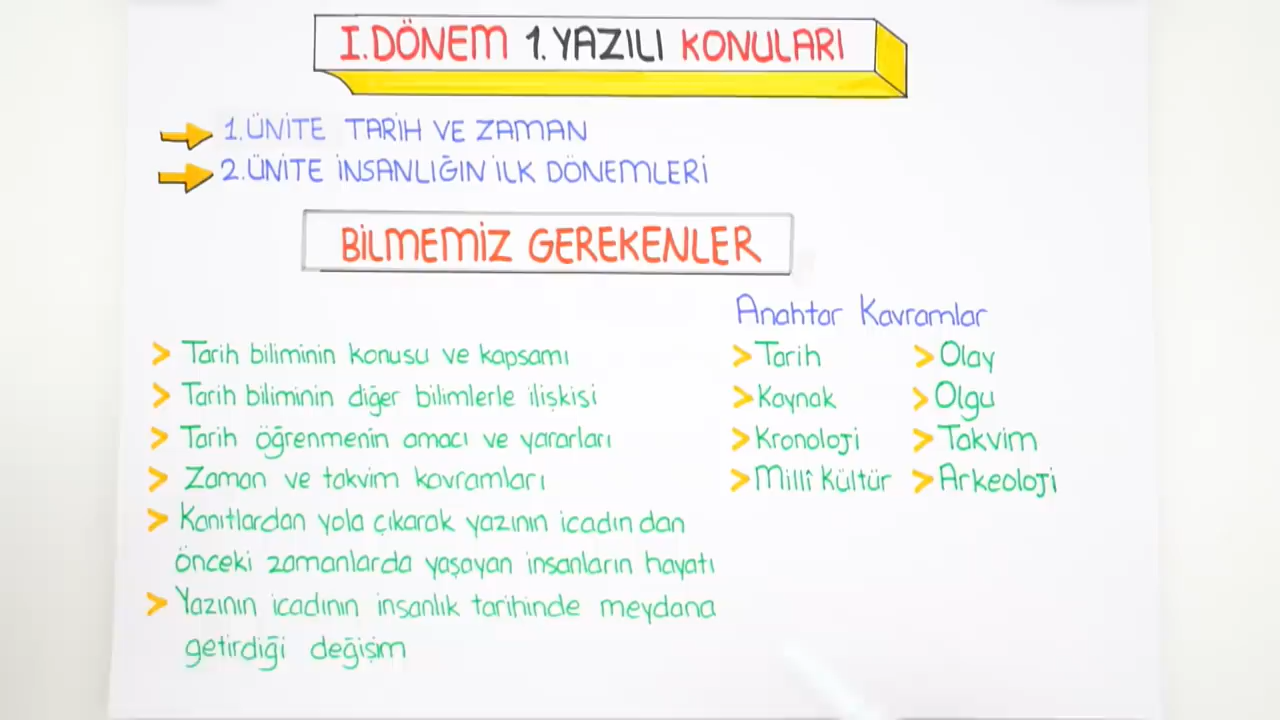 I.DÖNEM 1.YAZILI KONULARI
1.ÜNİTE TARİH VE ZAMAN
2.ÜNİTE İNSANLIĞIN İLK DÖNEMLERİ
BİLMEMİZ GEREKENLER
> Tarih biliminin konusu ve kapsamı
> Tarih biliminin diğer bilimlerle ilişkisi
> Tarih öğrenmenin amacı ve yararları
> Zaman ve takvim kavramları
> Kanıtlardan yola çıkarak yazının icadından
önceki zamanlarda yaşayan insanların hayatı
> Yazının icadının insanlık tarihinde meydana
getirdiği değişim
Anahtar Kavramlar
> Tarih > Olay
> Kaynak > Olgu
> Kronoloji > Takvim
> Millî Kültür > Arkeoloji